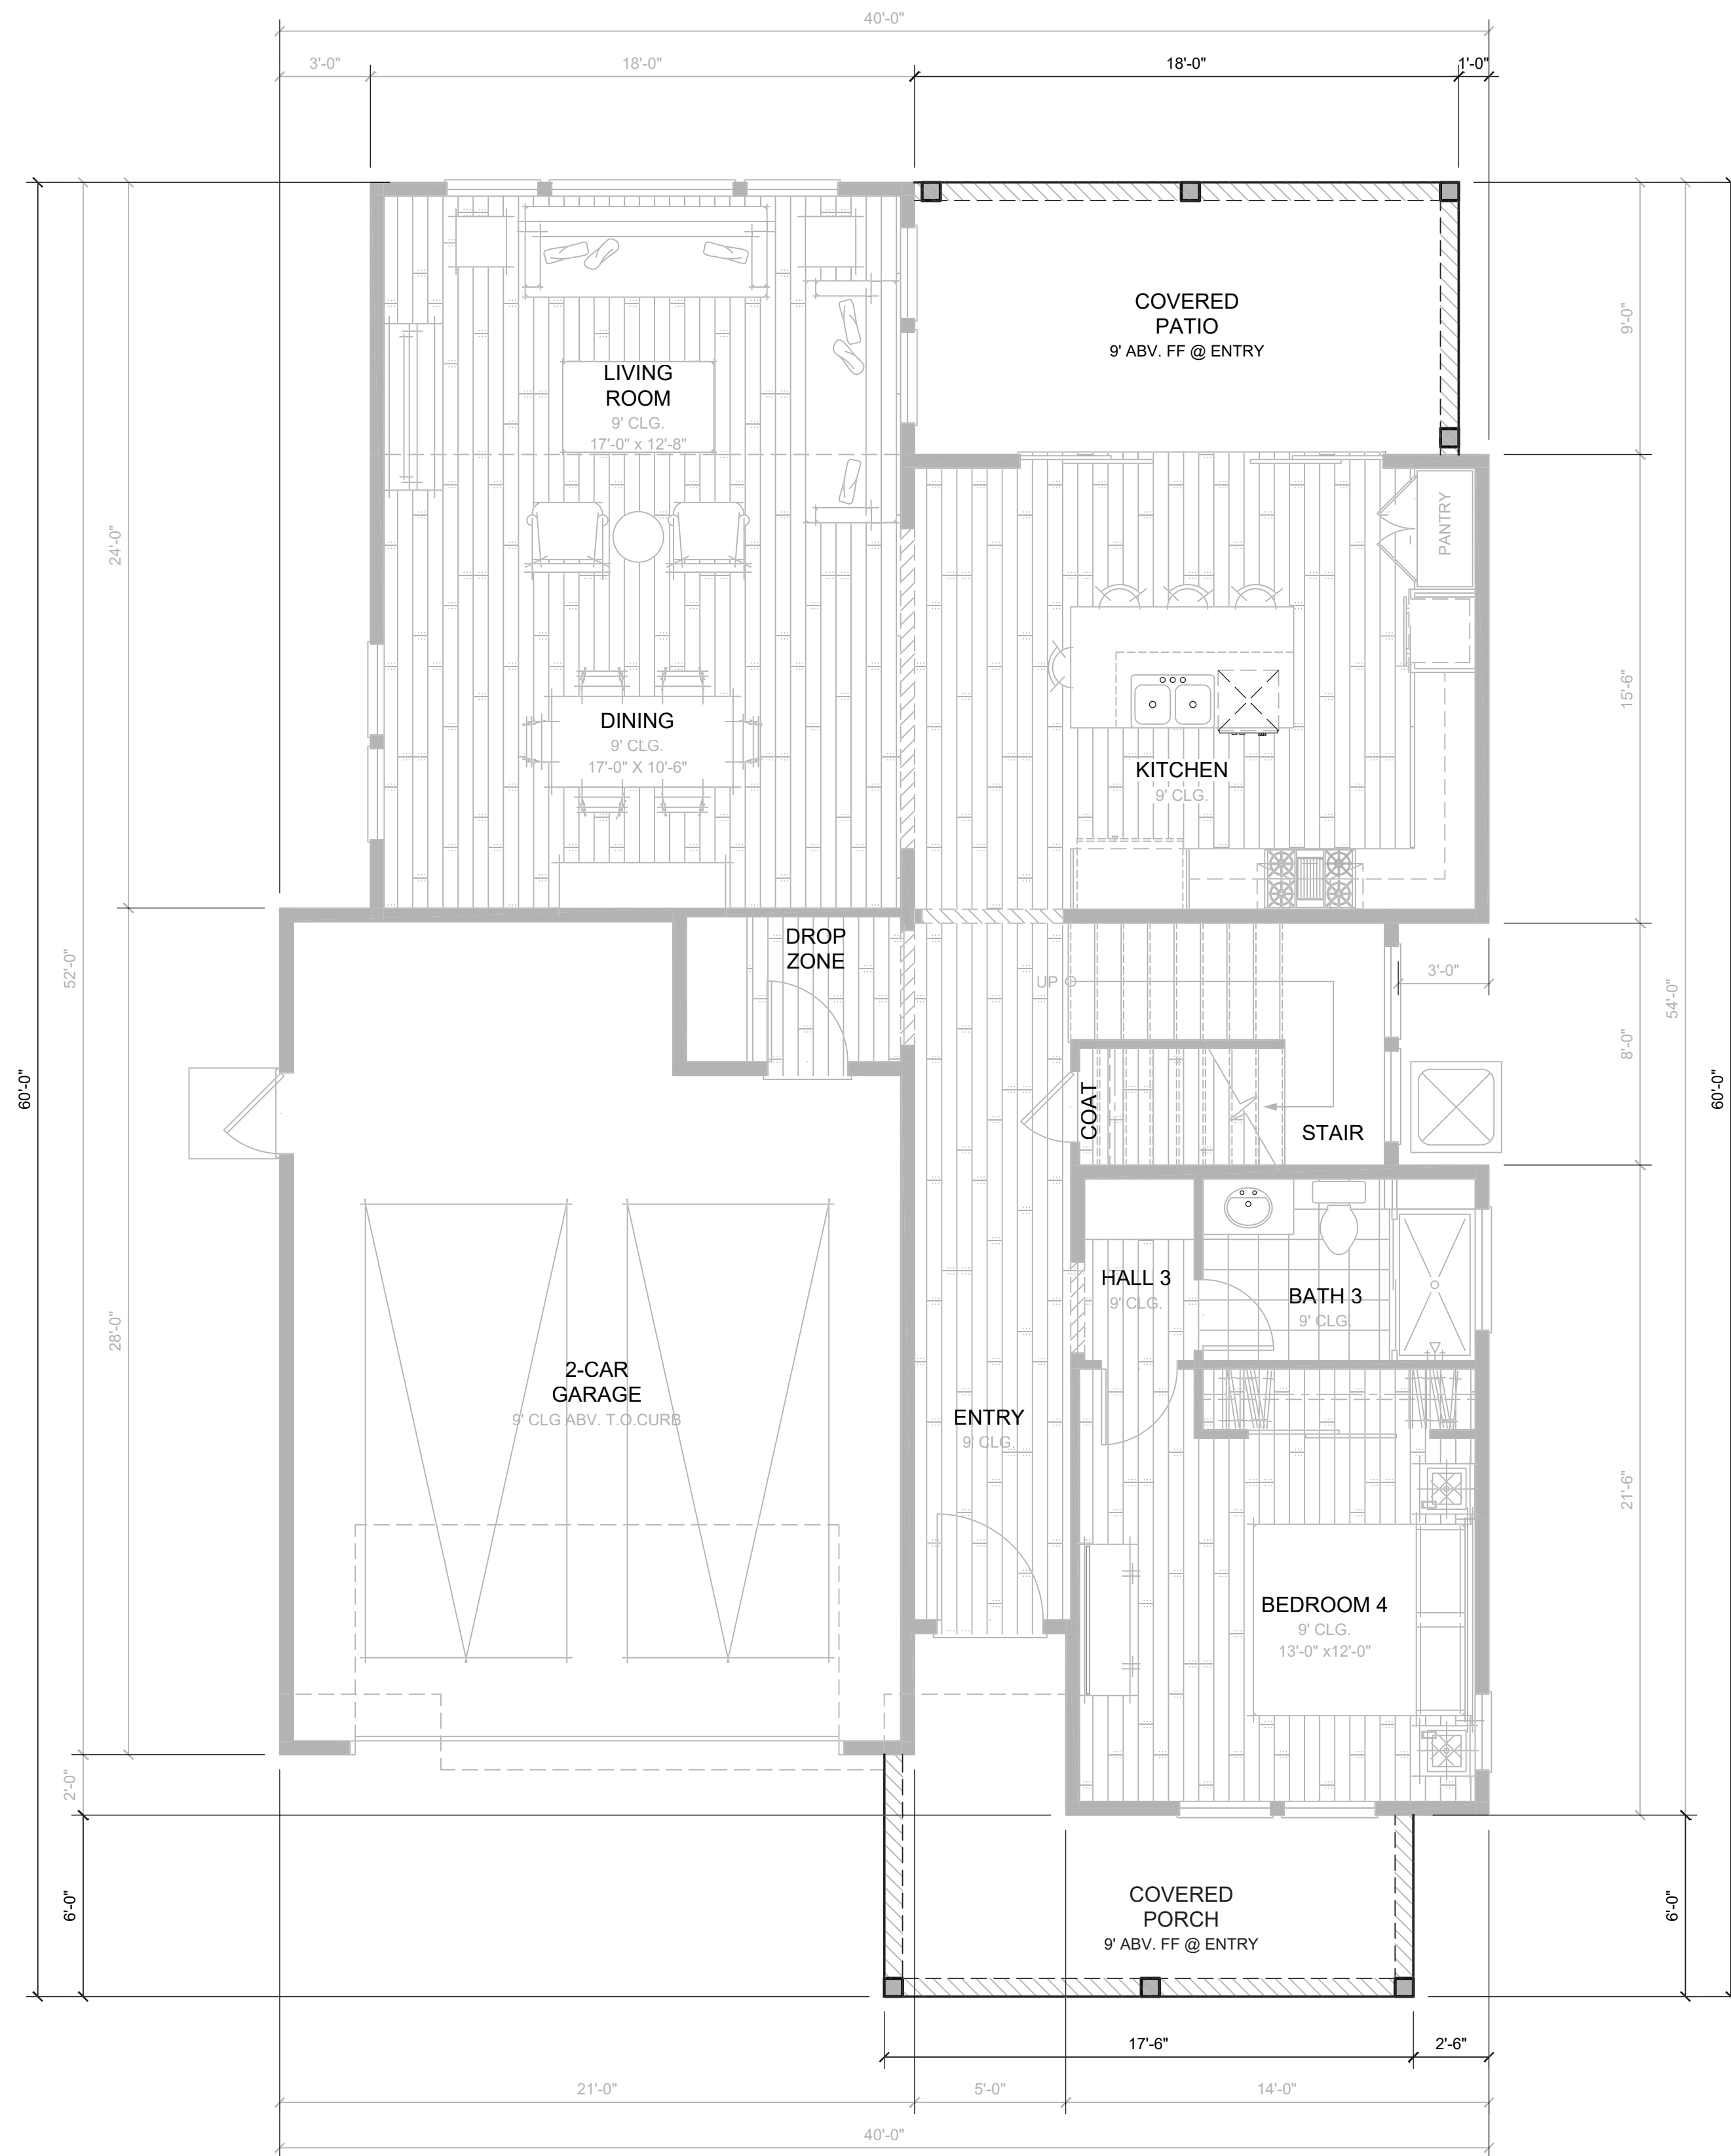 40'-0"
3'-0"
18'-0"
18'-0"
1'-0"
COVERED
PATIO
9' ABV. FF @ ENTRY
LIVING
ROOM
9' CLG.
17'-0" x 12'-8"
9'-0"
24'-0"
PANTRY
15'-6"
DINING
9' CLG.
17'-0" X 10'-6"
KITCHEN
9' CLG.
DROP
ZONE
52'-0"
UP
3'-0"
54'-0"
8'-0"
60'-0"
60'-0"
COAT
STAIR
HALL 3
9' CLG.
BATH 3
9' CLG.
28'-0"
2-CAR
GARAGE
9' CLG ABV. T.O.CURB
ENTRY
9' CLG.
21'-6"
BEDROOM 4
9' CLG.
13'-0" x12'-0"
2'-0"
6'-0"
COVERED
PORCH
9' ABV. FF @ ENTRY
6'-0"
17'-6"
2'-6"
21'-0"
5'-0"
14'-0"
40'-0"